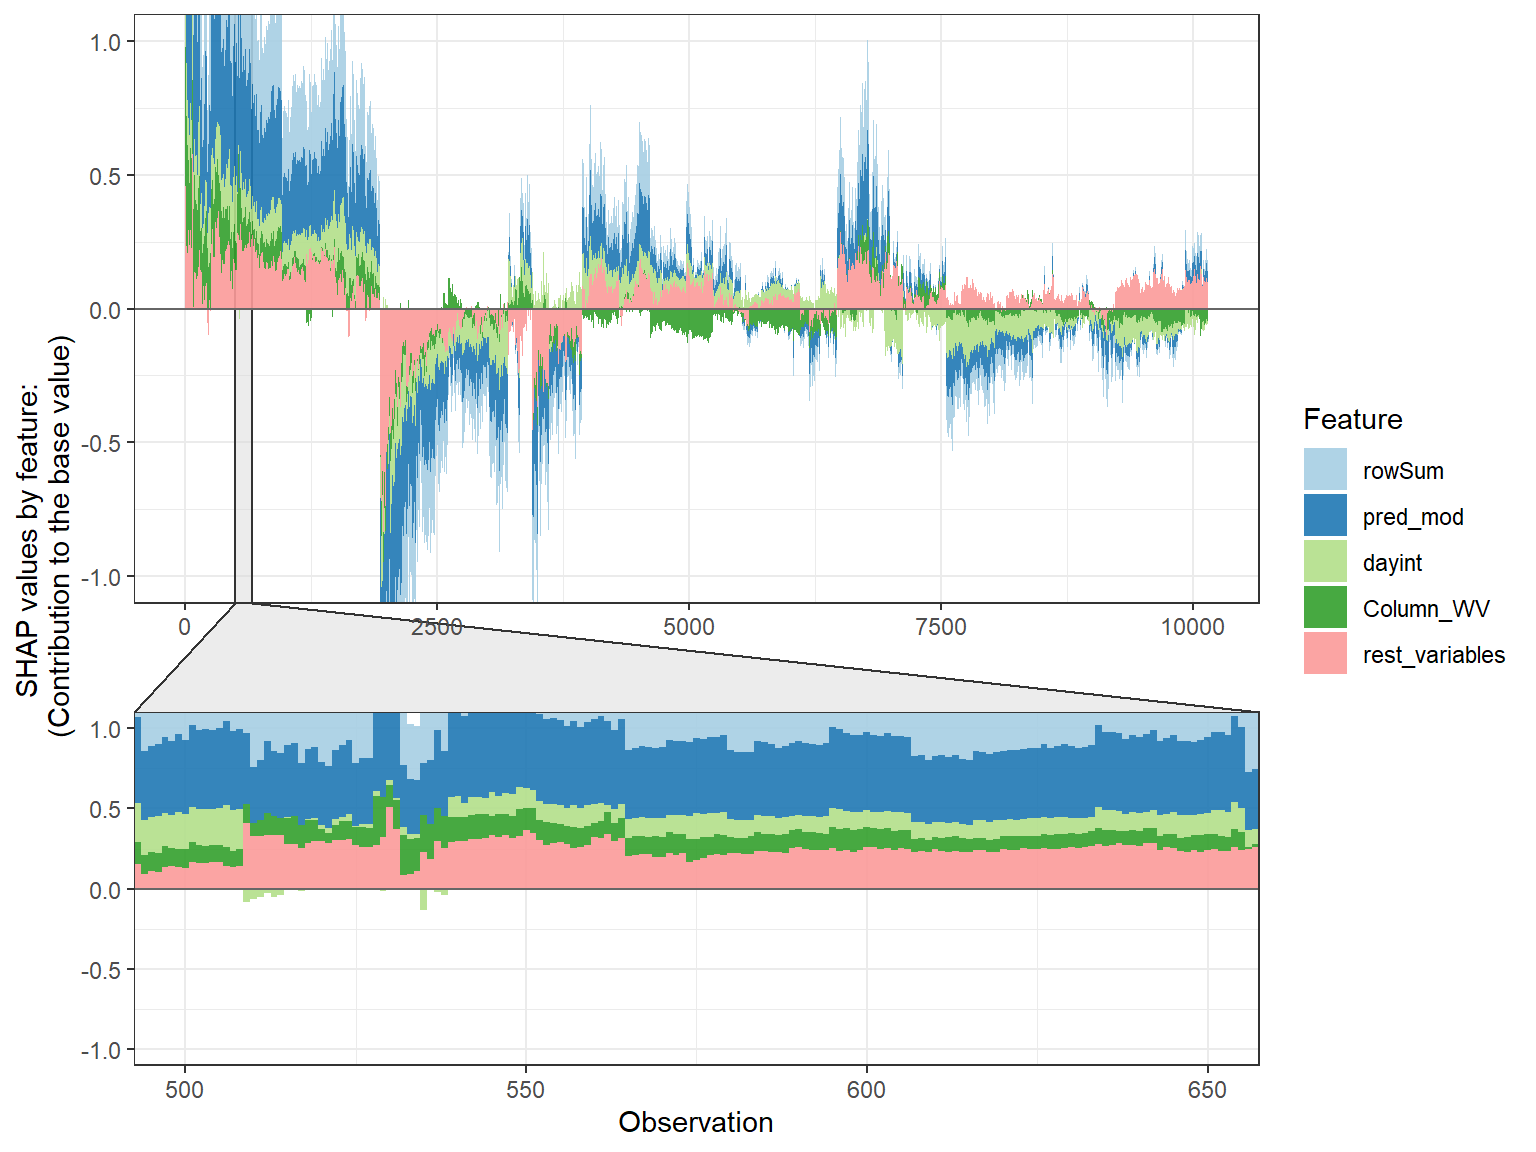 SHAP values by feature:
(Contribution to the base value)
1.0
0.5
0.0
-0.5
-1.0
0
2500
5000
7500
10000
1.0
0.5
0.0
-0.5
-1.0
500
550
600
650
Observation
Feature
rowSum
pred_mod
dayint
Column_WV
rest_variables